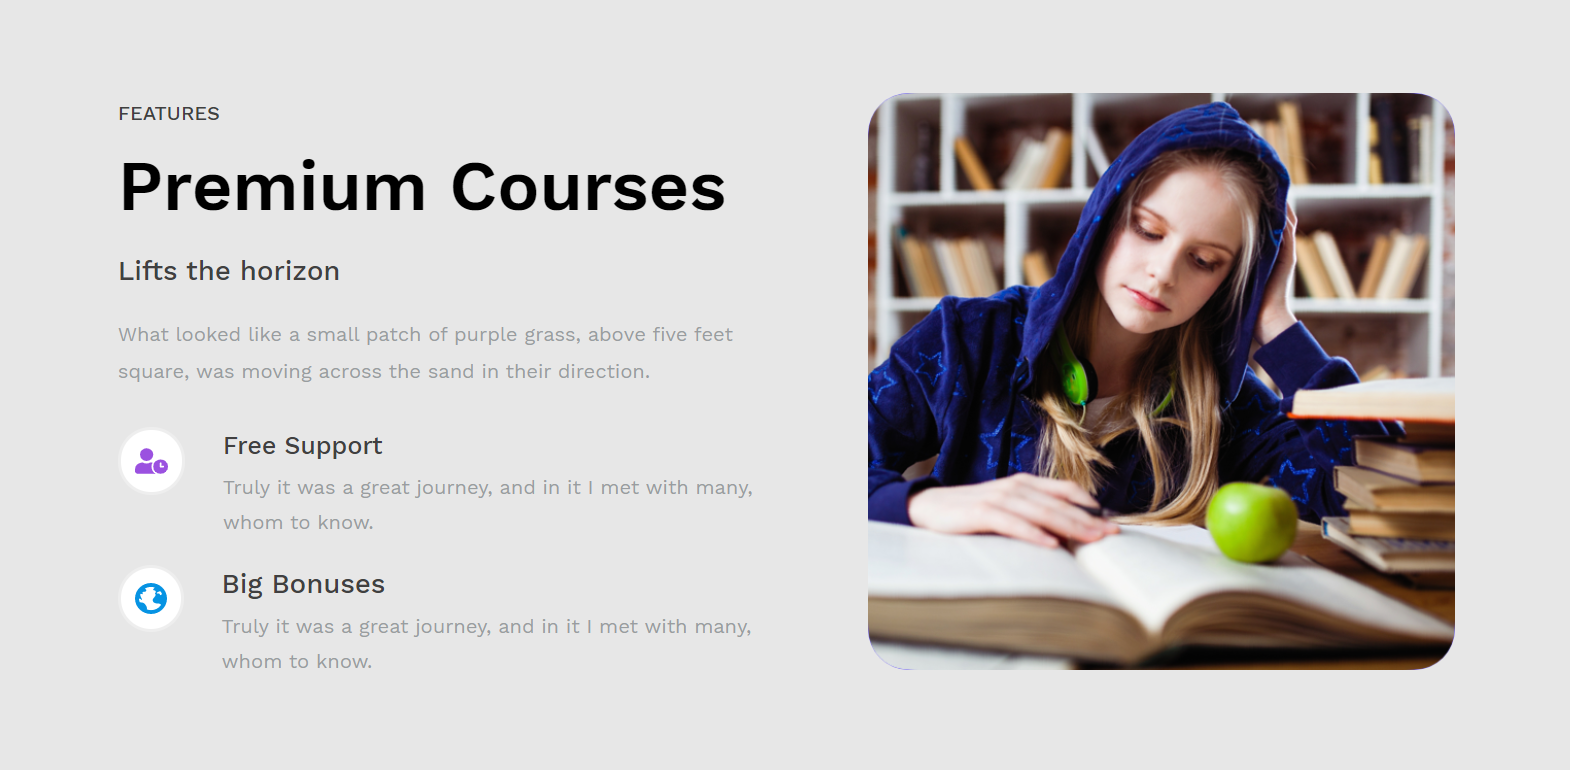 FEATURES
Premium Courses
Lifts the horizon
What looked like a small patch of purple grass, above five feet
square, was moving across the sand in their direction.
Free Support
Truly it was a great journey, and in it I met with many,
whom to know.
Big Bonuses
Truly it was a great journey, and in it I met with many,
whom to know.